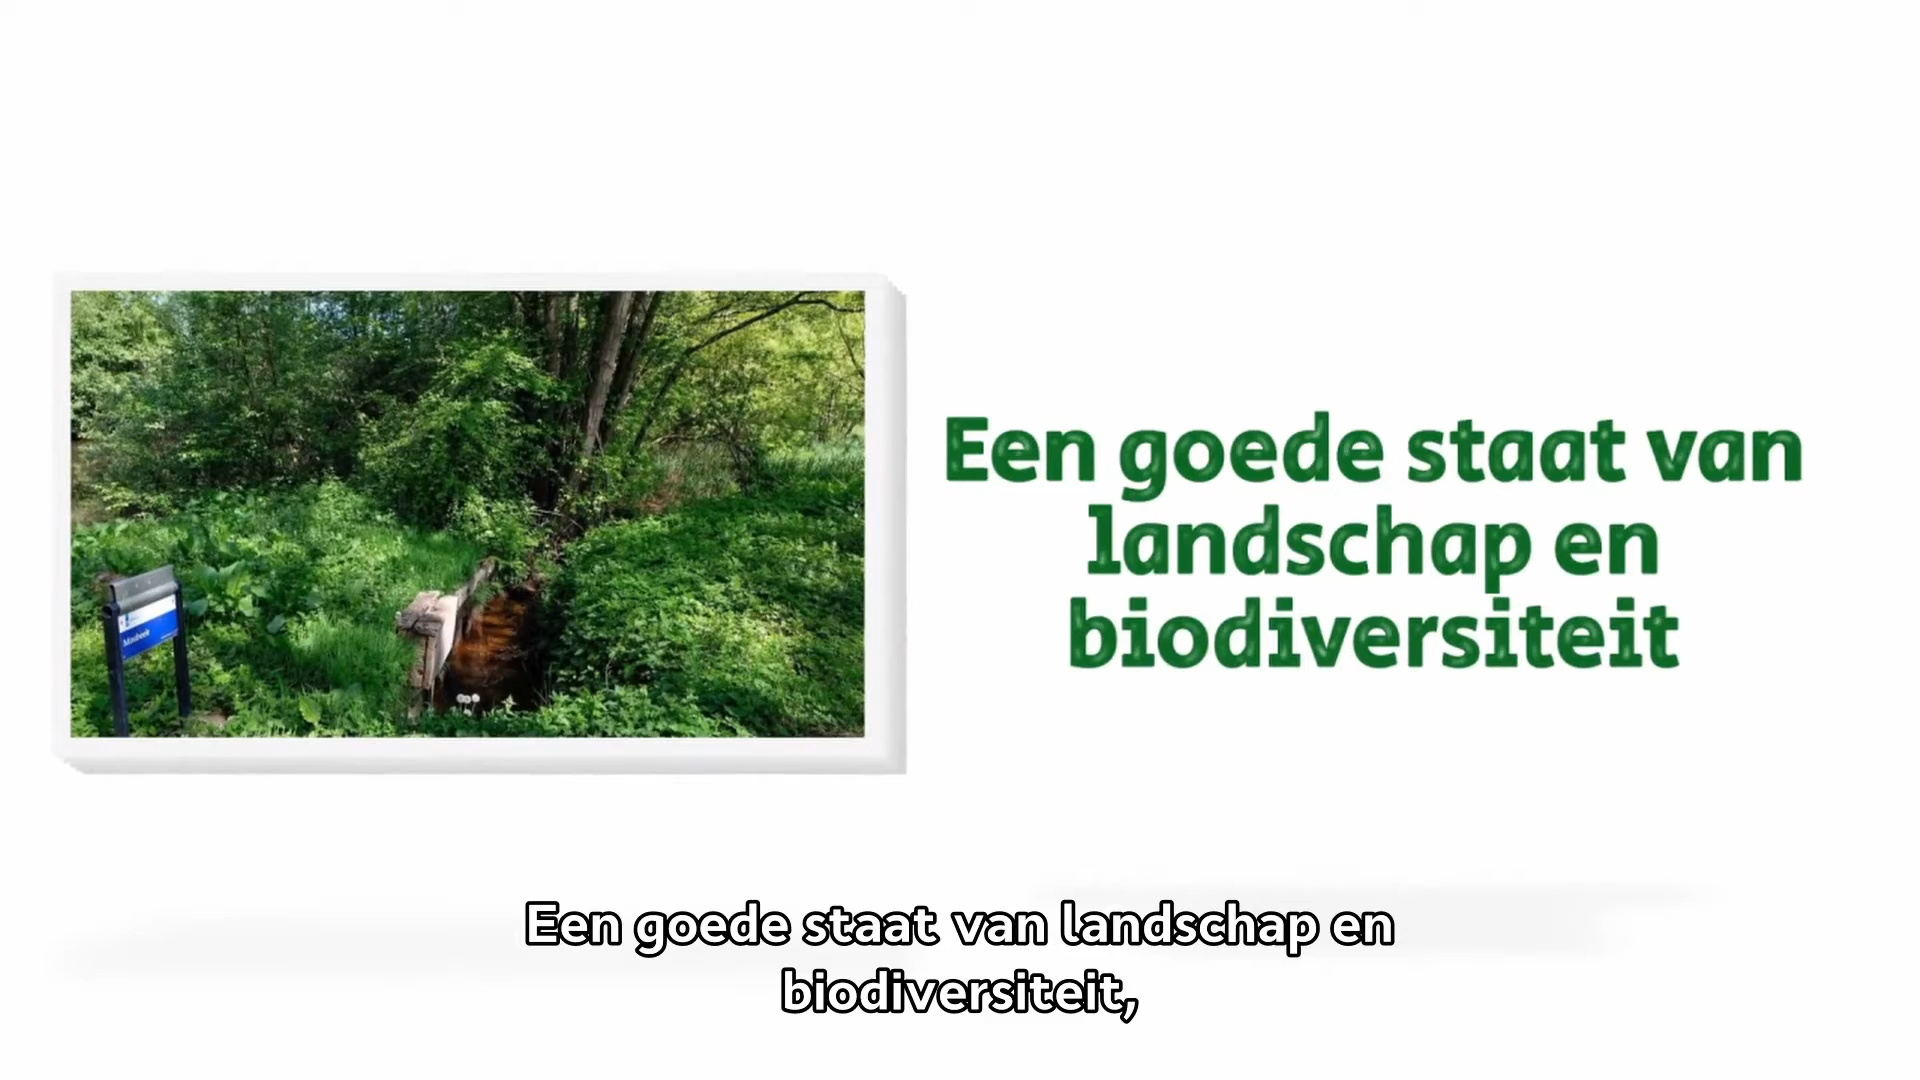 Een goede staat van
landschap en
biodiversiteit
Een goede staat van landschap en
biodiversiteit,